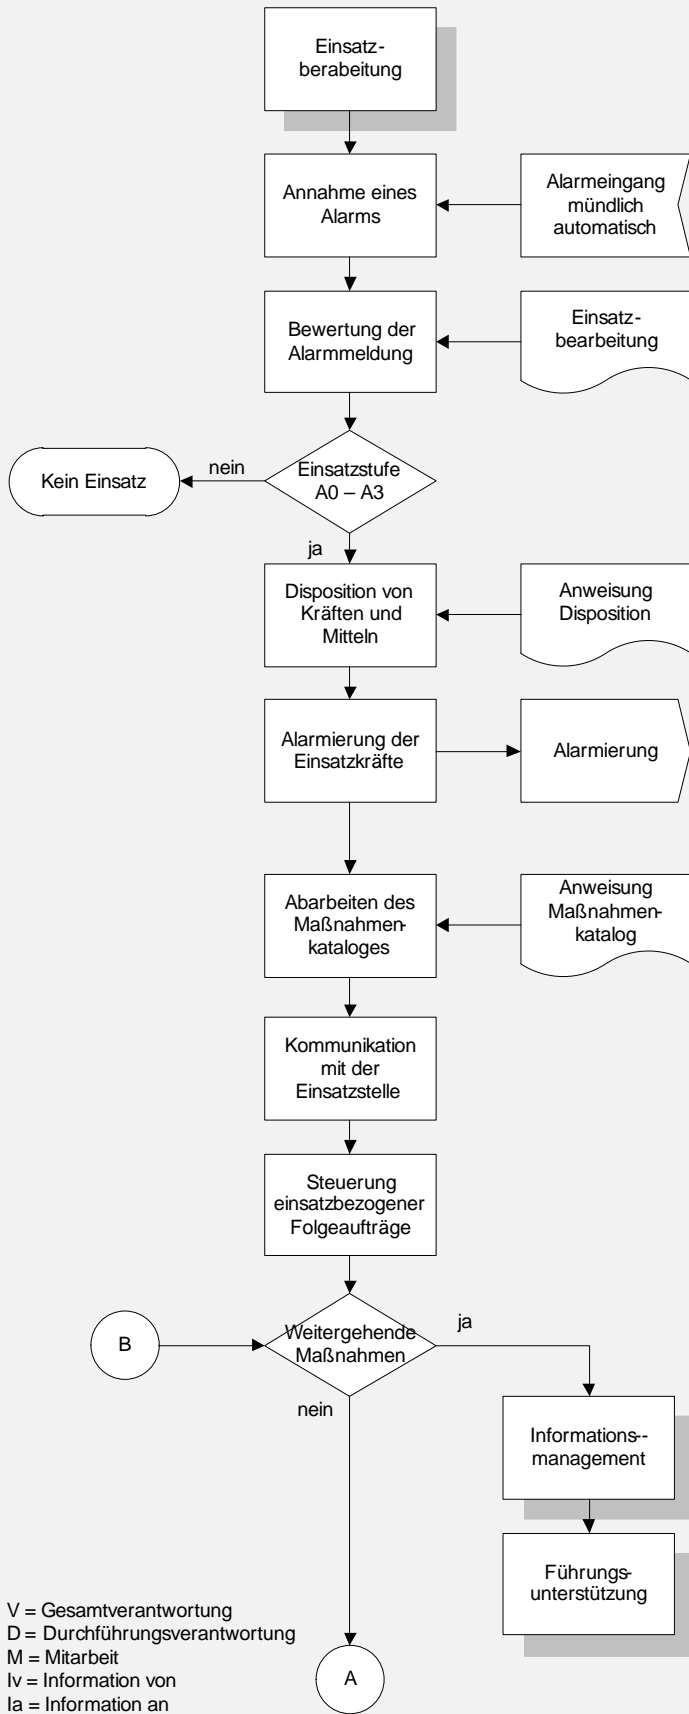 Einsatz-
berabeitung
Annahme eines
Alarms
Alarmeingang
mündlich
automatisch
Bewertung der
Alarmmeldung
Einsatz-
bearbeitung
Einsatzstufe
A0 – A3
nein
Kein Einsatz
ja
Disposition von
Kräften und
Mitteln
Anweisung
Disposition
Alarmierung der
Einsatzkräfte
Alarmierung
Abarbeiten des
Maßnahmen-
kataloges
Anweisung
Maßnahmen-
katalog
Kommunikation
mit der
Einsatzstelle
Steuerung
einsatzbezogener
Folgeaufträge
B
Weitergehende
Maßnahmen
ja
nein
Informations--
management
Führungs-
unterstützung
V = Gesamtverantwortung
D = Durchführungsverantwortung
M = Mitarbeit
Iv = Information von
Ia = Information an
A